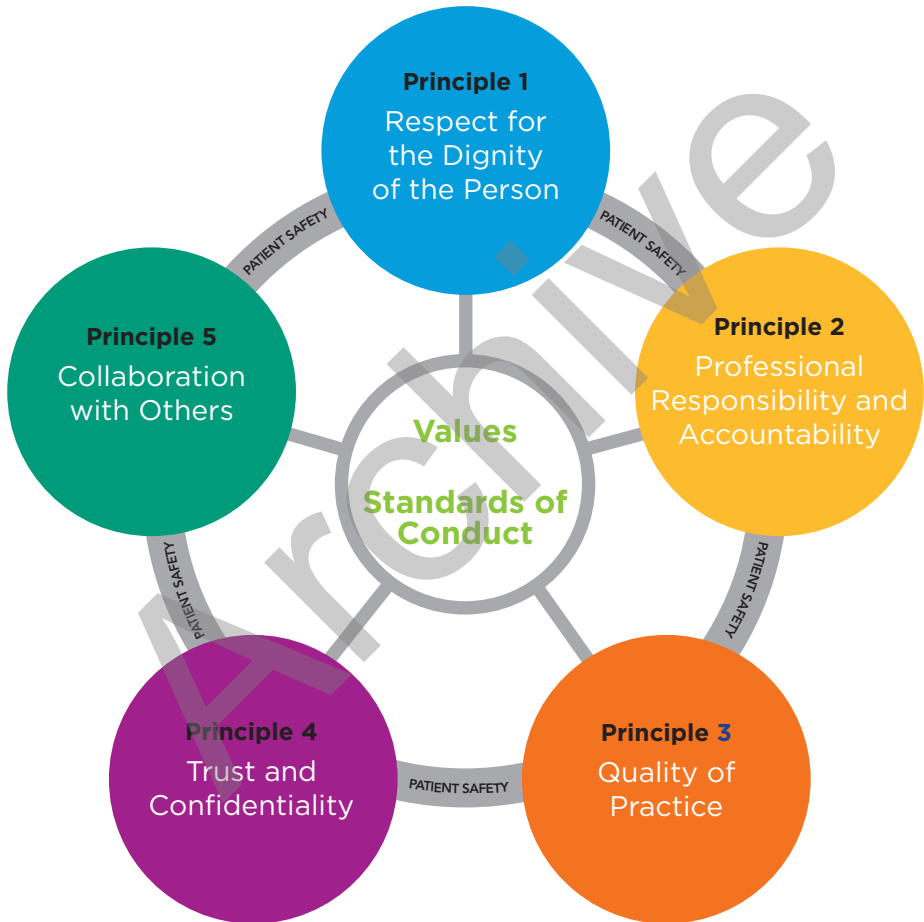 Principle 1
Respect for
the Dignity
of the Person
PATIENT SAFETY
Principle 2
Professional
Responsibility and
Accountability
PATIENT SAFETY
Principle 3
Quality of
Practice
PATIENT SAFETY
Principle 4
Trust and
Confidentiality
PATIENT SAFETY
Principle 5
Collaboration
with Others
PATIENT SAFETY
Values
Standards of
Conduct
Archive